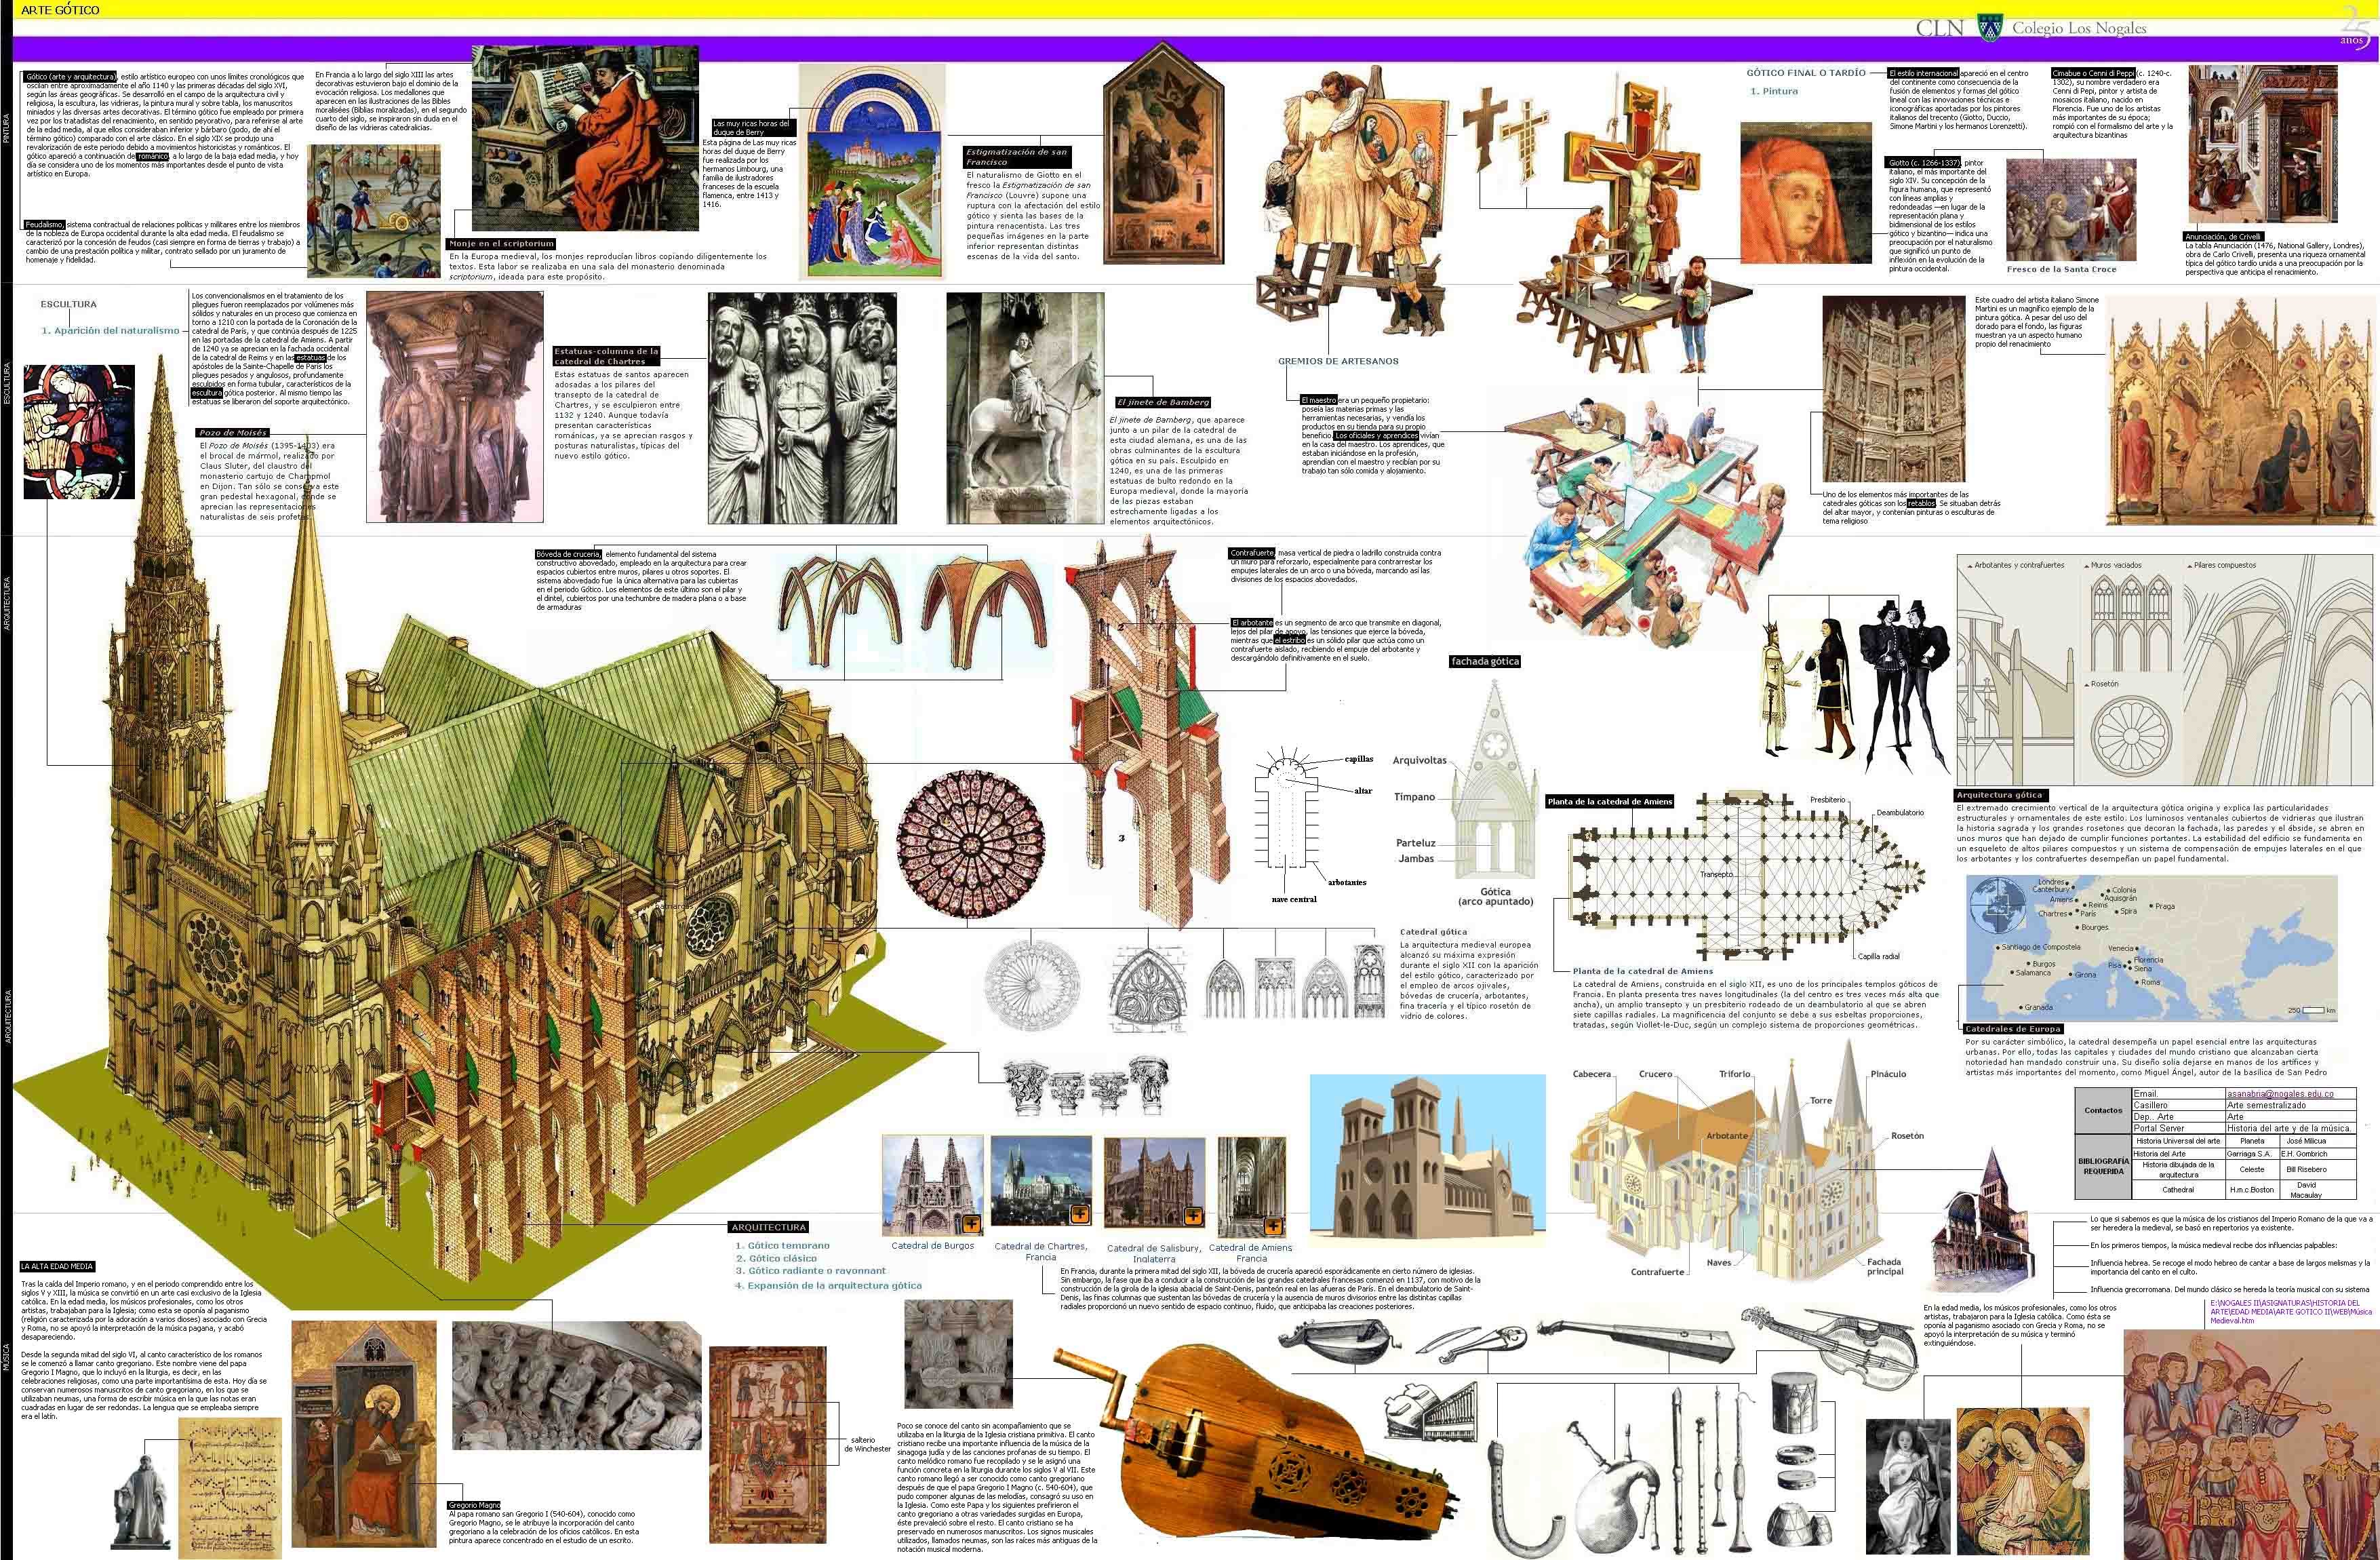 ARTE GÓTICO
CLN Colegio Los Nogales
25
años
PINTURA
Gótico (arte y arquitectura), estilo artístico europeo con unos límites cronológicos que
oscilan entre aproximadamente el año 1140 y las primeras décadas del siglo XVI,
según las áreas geográficas. Se desarrolló en el campo de la arquitectura civil y
religiosa, la escultura, las vidrieras, la pintura mural y sobre tabla, los manuscritos
miniados y las diversas artes decorativas. El término gótico fue empleado por primera
vez por los tratadistas del renacimiento, en sentido peyorativo, para referirse al arte
de la edad media, al que ellos consideraban inferior y bárbaro (godo, de ahí el
término gótico) comparado con el arte clásico. En el siglo XIX se produjo una
revalorización de este periodo debido a movimientos historicistas y románticos. El
gótico apareció a continuación de románico, a lo largo de la baja edad media, y hoy
día se considera uno de los momentos más importantes desde el punto de vista
artístico en Europa.
Feudalismo, sistema contractual de relaciones políticas y militares entre los miembros
de la nobleza de Europa occidental durante la alta edad media. El feudalismo se
caracterizó por la concesión de feudos (casi siempre en forma de tierras y trabajo) a
cambio de una prestación política y militar, contrato sellado por un juramento de
homenaje y fidelidad.
En Francia a lo largo del siglo XIII las artes
decorativas estuvieron bajo el dominio de la
evocación religiosa. Los medallones que
aparecen en las ilustraciones de las Bibles
moralisées (Biblias moralizadas), en el segundo
cuarto del siglo, se inspiraron sin duda en el
diseño de las vidrieras catedralicias.
Monje en el scriptorium
En la Europa medieval, los monjes reproducían libros copiando diligentemente los
textos. Esta labor se realizaba en una sala del monasterio denominada
scriptorium, ideada para este propósito.
Las muy ricas horas del
duque de Berry
Esta página de Las muy ricas
horas del duque de Berry
fue realizada por los
hermanos Limbourg, una
familia de ilustradores
franceses de la escuela
flamenca, entre 1413 y
1416.
Estigmatización de san
Francisco
El naturalismo de Giotto en el
fresco la Estigmatización de san
Francisco (Louvre) supone una
ruptura con la afectación del estilo
gótico y sienta las bases de la
pintura renacentista. Las tres
pequeñas imágenes en la parte
inferior representan distintas
escenas de la vida del santo.
GÓTICO FINAL O TARDÍO
1. Pintura
El estilo internacional apareció en el centro
del continente como consecuencia de la
fusión de elementos y formas del gótico
lineal con las innovaciones técnicas e
iconográficas aportadas por los pintores
italianos del trecento (Giotto, Duccio,
Simone Martini y los hermanos Lorenzetti).
Giotto (c. 1266-1337), pintor
italiano, el más importante del
siglo XIV. Su concepción de la
figura humana, que representó
con líneas amplias y
redondeadas —en lugar de la
representación plana y
bidimensional de los estilos
gótico y bizantino— indica una
preocupación por el naturalismo
que significó un punto de
inflexión en la evolución de la
pintura occidental.
Cimabue o Cenni di Peppi (c. 1240-c.
1302), su nombre verdadero era
Cenni di Pepi, pintor y artista de
mosaicos italiano, nacido en
Florencia. Fue uno de los artistas
más importantes de su época;
rompió con el formalismo del arte y la
arquitectura bizantinas
Fresco de la Santa Croce
Anunciación, de Crivelli
La tabla Anunciación (1476, National Gallery, Londres),
obra de Carlo Crivelli, presenta una riqueza ornamental
típica del gótico tardío unida a una preocupación por la
perspectiva que anticipa el renacimiento.
ESCULTURA
ESCULTURA
1. Aparición del naturalismo
Los convencionalismos en el tratamiento de los
pliegues fueron reemplazados por volúmenes más
sólidos y naturales en un proceso que comienza en
torno a 1210 con la portada de la Coronación de la
catedral de París, y que continúa después de 1225
en las portadas de la catedral de Amiens. A partir
de 1240 ya se aprecian en la fachada occidental
de la catedral de Reims y en las estatuas de los
apóstoles de la Sainte-Chapelle de París los
pliegues pesados y angulosos, profundamente
esculpidos en forma tubular, característicos de la
escultura gótica posterior. Al mismo tiempo las
estatuas se liberaron del soporte arquitectónico.
Pozo de Moisés
El Pozo de Moisés (1395-1403) era
el brocal de mármol, realizado por
Claus Sluter, del claustro del
monasterio cartujo de Champmol
en Dijon. Tan sólo se conserva este
gran pedestal hexagonal, donde se
aprecian las representaciones
naturalistas de seis profetas.
Estatuas-columna de la
catedral de Chartres
Estas estatuas de santos aparecen
adosadas a los pilares del
transepto de la catedral de
Chartres, y se esculpieron entre
1132 y 1240. Aunque todavía
presentan características
románicas, ya se aprecian rasgos y
posturas naturalistas, típicas del
nuevo estilo gótico.
El jinete de Bamberg
El jinete de Bamberg, que aparece
junto a un pilar de la catedral de
esta ciudad alemana, es una de las
obras culminantes de la escultura
gótica en su país. Esculpido en
1240, es una de las primeras
estatuas de bulto redondo en la
Europa medieval, donde la mayoría
de las piezas estaban
estrechamente ligadas a los
elementos arquitectónicos.
GREMIOS DE ARTESANOS
El maestro era un pequeño propietario:
poseía las materias primas y las
herramientas necesarias, y vendía los
productos en su tienda para su propio
beneficio. Los oficiales y aprendices vivían
en la casa del maestro. Los aprendices, que
estaban iniciándose en la profesión,
aprendían con el maestro y recibían por su
trabajo tan sólo comida y alojamiento.
Uno de los elementos más importantes de las
catedrales góticas son los retablos. Se situaban detrás
del altar mayor, y contenían pinturas o esculturas de
tema religioso
Este cuadro del artista italiano Simone
Martini es un magnífico ejemplo de la
pintura gótica. A pesar del uso del
dorado para el fondo, las figuras
muestran ya un aspecto humano
propio del renacimiento
ARQUITECTURA
Bóveda de crucería, elemento fundamental del sistema
constructivo abovedado, empleado en la arquitectura para crear
espacios cubiertos entre muros, pilares u otros soportes. El
sistema abovedado fue la única alternativa para las cubiertas
en el periodo Gótico. Los elementos de este último son el pilar y
el dintel, cubiertos por una techumbre de madera plana o a base
de armaduras
Contrafuerte, masa vertical de piedra o ladrillo construida contra
un muro para reforzarlo, especialmente para contrarrestar los
empujes laterales de un arco o una bóveda, marcando así las
divisiones de los espacios abovedados.
El arbotante es un segmento de arco que transmite en diagonal,
lejos del pilar de apoyo, las tensiones que ejerce la bóveda,
mientras que el estribo es un sólido pilar que actúa como un
contrafuerte aislado, recibiendo el empuje del arbotante y
descargándolo definitivamente en el suelo.
2
3
fachada gótica
Arquivoltas
Tímpano
Parteluz
Jambas
Gótica
(arco apuntado)
capillas
altar
arbotantes
nave central
Arbotantes y contrafuertes
Muros vaciados
Pilares compuestos
Rosetón
Arquitectura gótica
El extremado crecimiento vertical de la arquitectura gótica origina y explica las particularidades
estructurales y ornamentales de este estilo. Los luminosos ventanales cubiertos de vidrieras que ilustran
la historia sagrada y los grandes rosetones que decoran la fachada, las paredes y el ábside, se abren en
unos muros que han dejado de cumplir funciones portantes. La estabilidad del edificio se fundamenta en
un esqueleto de altos pilares compuestos y un sistema de compensación de empujes laterales en el que
los arbotantes y los contrafuertes desempeñan un papel fundamental.
Planta de la catedral de Amiens
Presbiterio
Deambulatorio
Transepto
Capilla radial
Planta de la catedral de Amiens
La catedral de Amiens, construida en el siglo XII, es uno de los principales templos góticos de
Francia. En planta presenta tres naves longitudinales (la del centro es tres veces más alta que
ancha), un amplio transepto y un presbiterio rodeado de un deambulatorio al que se abren
siete capillas radiales. La magnificencia del conjunto se debe a sus esbeltas proporciones,
tratadas, según Viollet-le-Duc, según un complejo sistema de proporciones geométricas.
Catedral gótica
La arquitectura medieval europea
alcanzó su máxima expresión
durante el siglo XII con la aparición
del estilo gótico, caracterizado por
el empleo de arcos ojivales,
bóvedas de crucería, arbotantes,
fina tracería y el típico rosetón de
vidrio de colores.
Londres
Canterbury
Amiens
Chartres
Reims
París
Colonia
Aquisgrán
Spira
Praga
Bourges
Santiago de Compostela
Burgos
Salamanca
Girona
Granada
Venecia
Florencia
Pisa
Siena
Roma
250 km
Catedrales de Europa
Por su carácter simbólico, la catedral desempeña un papel esencial entre las arquitecturas
urbanas. Por ello, todas las capitales y ciudades del mundo cristiano que alcanzaban cierta
notoriedad han mandado construir una. Su diseño solía dejarse en manos de los artífices y
artistas más importantes del momento, como Miguel Ángel, autor de la basílica de San Pedro
ARQUITECTURA
Cabecera
Crucero
Triforio
Pináculo
Torre
Arbotante
Rosetón
Naves
Contrafuerte
Fachada
principal
Contactos
Email. asanabria@nogales.edu.co
Casillero Arte semestralizado
Dep.. Arte Arte
Portal Server Historia del arte y de la música.
BIBLIOGRAFÍA
REQUERIDA
Historia Universal del arte Planeta José Milicua
Historia del Arte Garriaga S.A. E.H. Gombrich
Historia dibujada de la
arquitectura Celeste Bill Risebero
Cathedral H.m.c.Boston David
Macaulay
Catedral de Burgos
Catedral de Chartres,
Francia
Catedral de Salisbury,
Inglaterra
Catedral de Amiens
Francia
ARQUITECTURA
1. Gótico temprano
2. Gótico clásico
3. Gótico radiante o rayonnant
4. Expansión de la arquitectura gótica
En Francia, durante la primera mitad del siglo XII, la bóveda de crucería apareció esporádicamente en cierto número de iglesias.
Sin embargo, la fase que iba a conducir a la construcción de las grandes catedrales francesas comenzó en 1137, con motivo de la
construcción de la girola de la iglesia abacial de Saint-Denis, panteón real en las afueras de París. En el deambulatorio de Saint-
Denis, las finas columnas que sustentan las bóvedas de crucería y la ausencia de muros divisorios entre las distintas capillas
radiales proporcionó un nuevo sentido de espacio continuo, fluido, que anticipaba las creaciones posteriores.
MÚSICA
LA ALTA EDAD MEDIA
Tras la caída del Imperio romano, y en el periodo comprendido entre los
siglos V y XIII, la música se convirtió en un arte casi exclusivo de la Iglesia
católica. En la edad media, los músicos profesionales, como los otros
artistas, trabajaban para la Iglesia; como esta se oponía al paganismo
(religión caracterizada por la adoración a varios dioses) asociado con Grecia
y Roma, no se apoyó la interpretación de la música pagana, y acabó
desapareciendo.
Desde la segunda mitad del siglo VI, al canto característico de los romanos
se le comenzó a llamar canto gregoriano. Este nombre viene del papa
Gregorio I Magno, que lo incluyó en la liturgia, es decir, en las
celebraciones religiosas, como una parte importantísima de esta. Hoy día se
conservan numerosos manuscritos de canto gregoriano, en los que se
utilizaban neumas, una forma de escribir música en la que las notas eran
cuadradas en lugar de ser redondas. La lengua que se empleaba siempre
era el latín.
Gregorio Magno
Al papa romano san Gregorio I (540-604), conocido como
Gregorio Magno, se le atribuye la incorporación del canto
gregoriano a la celebración de los oficios católicos. En esta
pintura aparece concentrado en el estudio de un escrito.
salterio
de Winchester
Poco se conoce del canto sin acompañamiento que se
utilizaba en la liturgia de la Iglesia cristiana primitiva. El canto
cristiano recibe una importante influencia de la música de la
sinagoga judía y de las canciones profanas de su tiempo. El
canto melódico romano fue recopilado y se le asignó una
función concreta en la liturgia durante los siglos V al VII. Este
canto romano llegó a ser conocido como canto gregoriano
después de que el papa Gregorio I Magno (c. 540-604), que
pudo componer algunas de las melodías, consagró su uso en
la Iglesia. Como este Papa y los siguientes prefirieron el
canto gregoriano a otras variedades surgidas en Europa,
éste prevaleció sobre el resto. El canto cristiano se ha
preservado en numerosos manuscritos. Los signos musicales
utilizados, llamados neumas, son las raíces más antiguas de la
notación musical moderna.
En la edad media, los músicos profesionales, como los otros
artistas, trabajaron para la Iglesia católica. Como ésta se
oponía al paganismo asociado con Grecia y Roma, no se
apoyó la interpretación de su música y terminó
extinguiéndose.
Lo que si sabemos es que la música de los cristianos del Imperio Romano de la que va a
ser heredera la medieval, se basó en repertorios ya existente.
En los primeros tiempos, la música medieval recibe dos influencias palpables:
Influencia hebrea. Se recoge el modo hebreo de cantar a base de largos melismas y la
importancia del canto en el culto.
Influencia grecorromana. Del mundo clásico se hereda la teoría musical con su sistema
E:\NOGALES II\ASIGNATURAS\HISTORIA DEL
ARTE\EDAD MEDIA\ARTE GOTICO II\WEB\Música
Medieval.htm